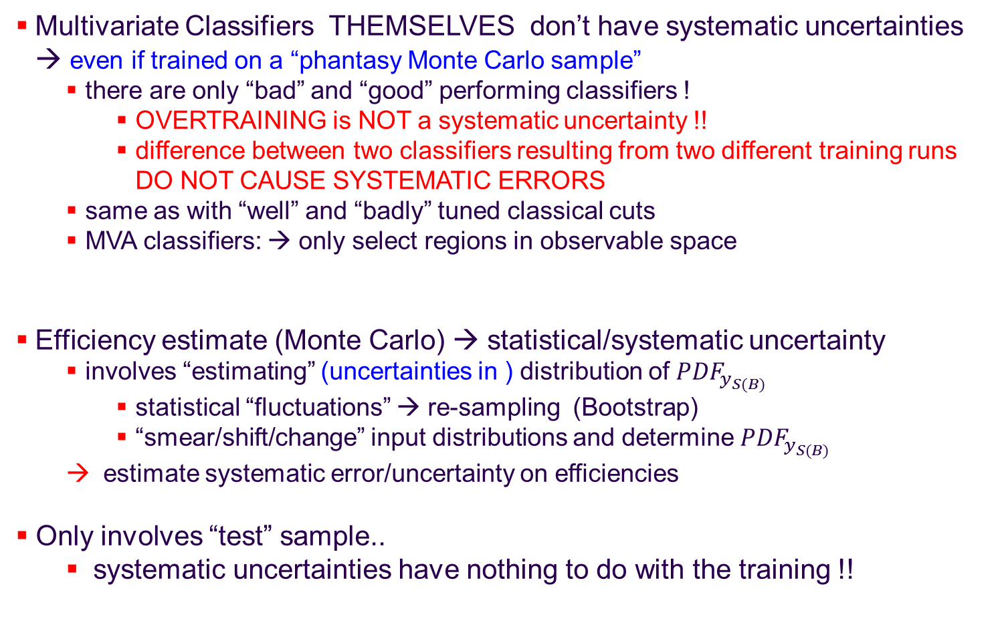 ▪ Multivariate Classifiers THEMSELVES don’t have systematic uncertainties
→ even if trained on a “phantasy Monte Carlo sample”
▪ there are only “bad” and “good” performing classifiers !
▪ OVERTRAINING is NOT a systematic uncertainty !!
▪ difference between two classifiers resulting from two different training runs
DO NOT CAUSE SYSTEMATIC ERRORS
▪ same as with “well” and “badly” tuned classical cuts
▪ MVA classifiers: → only select regions in observable space
▪ Efficiency estimate (Monte Carlo) → statistical/systematic uncertainty
▪ involves “estimating” (uncertainties in ) distribution of $PDF_{y_{S(B)}}$
▪ statistical “fluctuations” → re-sampling (Bootstrap)
▪ “smear/shift/change” input distributions and determine $PDF_{y_{S(B)}}$
→ estimate systematic error/uncertainty on efficiencies
▪ Only involves “test” sample..
▪ systematic uncertainties have nothing to do with the training !!